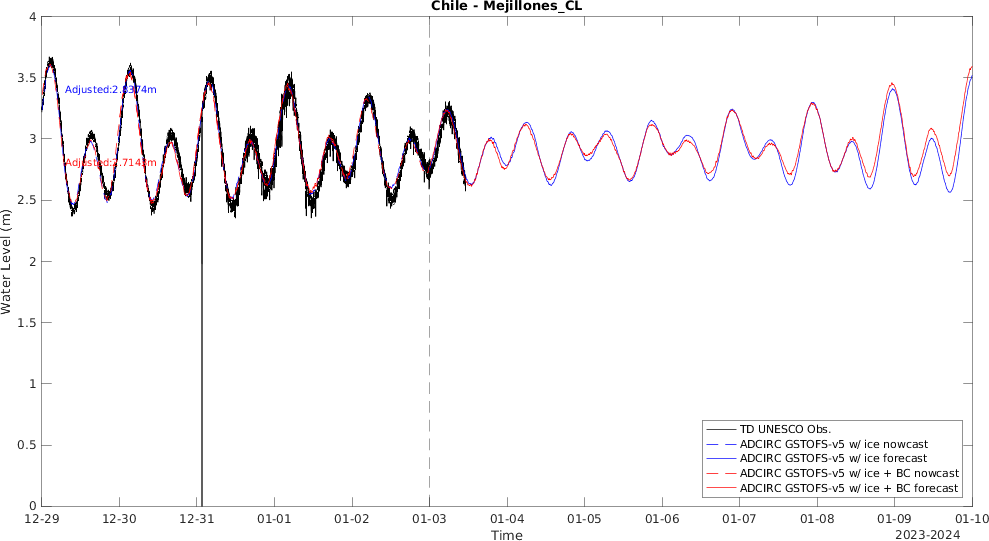 Chile - Mejillones_CL
4
3.5
3
2.5
2
1.5
1
0.5
0
Water Level (m)
Adjusted:2.8374m
Adjusted:2.7143m
TD UNESCO Obs.
ADCIRC GSTOFS-v5 w/ ice nowcast
ADCIRC GSTOFS-v5 w/ ice forecast
ADCIRC GSTOFS-v5 w/ ice + BC nowcast
ADCIRC GSTOFS-v5 w/ ice + BC forecast
12-29 12-30 12-31 01-01 01-02 01-03 01-04 01-05 01-06 01-07 01-08 01-09 01-10
Time
2023-2024